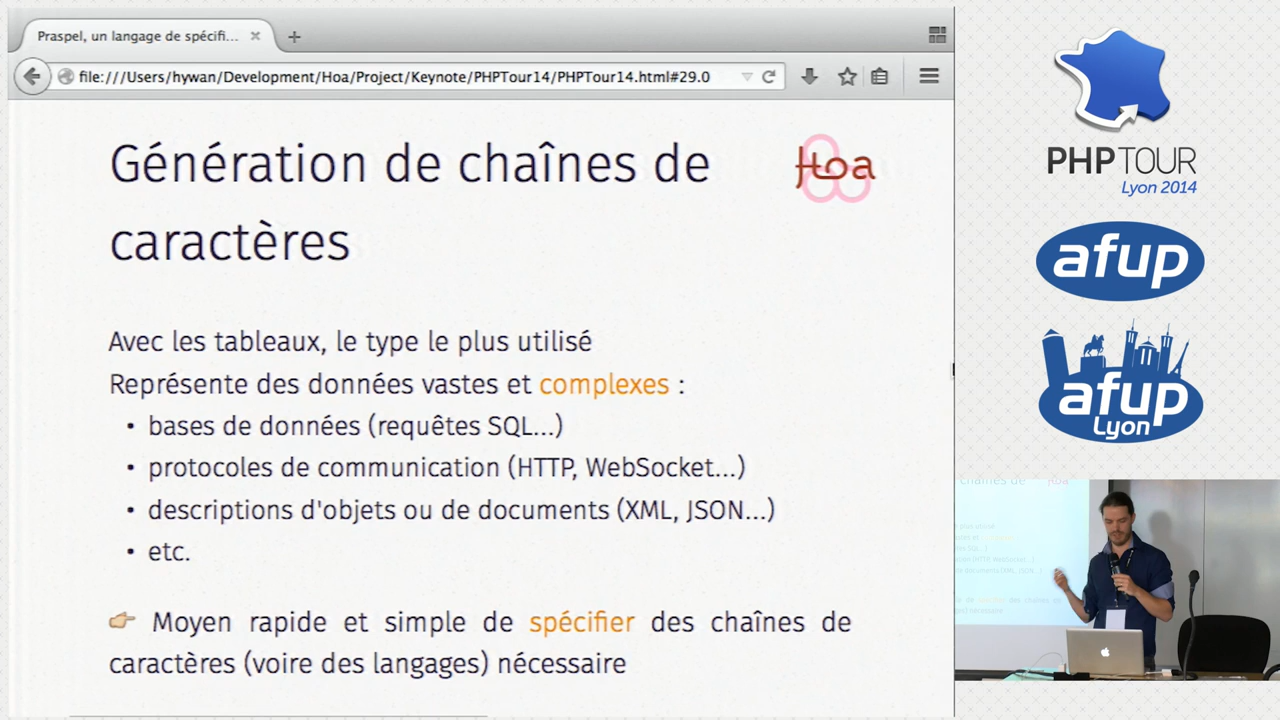 Praspel, un langage de spécifi...
file:///Users/hywan/Development/Hoa/Project/Keynote/PHPTour14/PHPTour14.html#29.0
Génération de chaînes de
caractères
Hoa
Avec les tableaux, le type le plus utilisé
Représente des données vastes et complexes :
• bases de données (requêtes SQL...)
• protocoles de communication (HTTP, WebSocket...)
• descriptions d'objets ou de documents (XML, JSON...)
• etc.
👉 Moyen rapide et simple de spécifier des chaînes de
caractères (voire des langages) nécessaire
PHPTOUR
Lyon 2014
afup
afup
Lyon